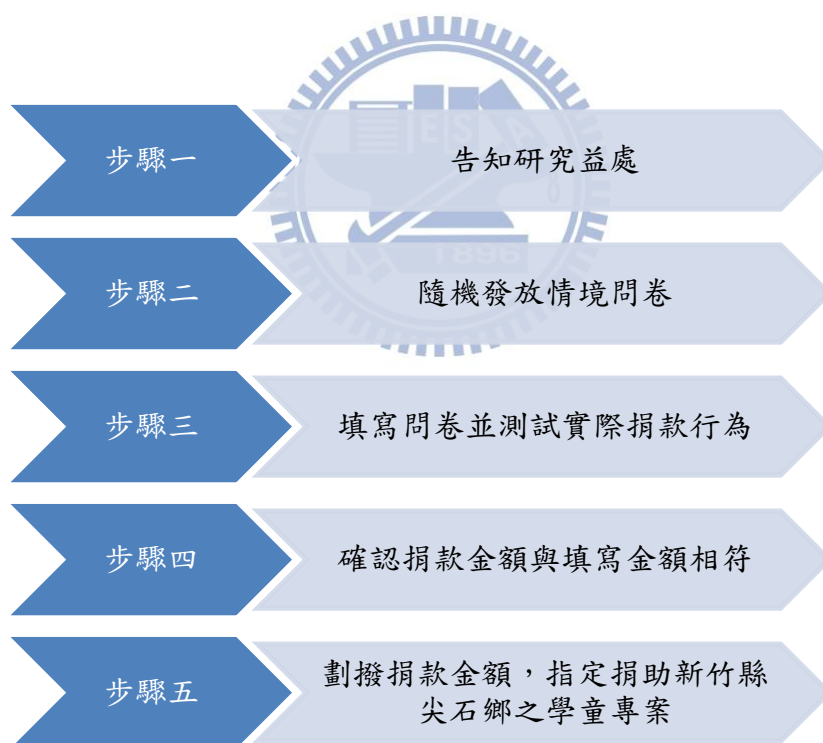 步驟一
告知研究益處
步驟二
隨機發放情境問卷
步驟三
填寫問卷並測試實際捐款行為
步驟四
確認捐款金額與填寫金額相符
步驟五
劃撥捐款金額，指定捐助新竹縣
尖石鄉之學童專案
ESA
1896